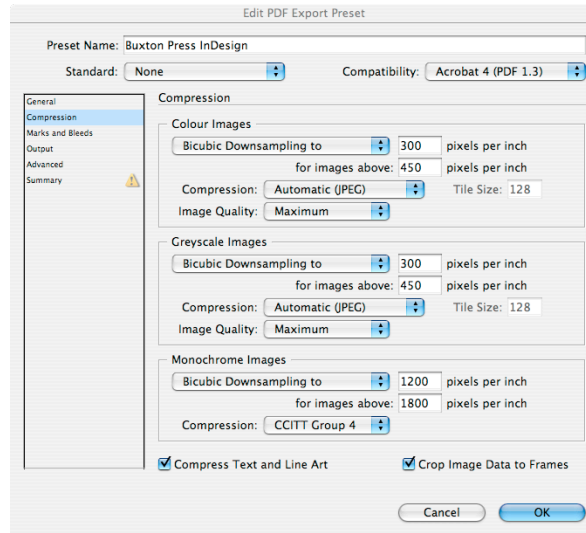 Edit PDF Export Preset
Preset Name: Buxton Press InDesign
Standard: None Compatibility: Acrobat 4 (PDF 1.3)
General
Compression
Marks and Bleeds
Output
Advanced
Summary
Compression
Colour Images
Bicubic Downsampling to 300 pixels per inch
for images above: 450 pixels per inch
Compression: Automatic (JPEG) Tile Size: 128
Image Quality: Maximum
Greyscale Images
Bicubic Downsampling to 300 pixels per inch
for images above: 450 pixels per inch
Compression: Automatic (JPEG) Tile Size: 128
Image Quality: Maximum
Monochrome Images
Bicubic Downsampling to 1200 pixels per inch
for images above: 1800 pixels per inch
Compression: CCITT Group 4
Compress Text and Line Art Crop Image Data to Frames
Cancel OK